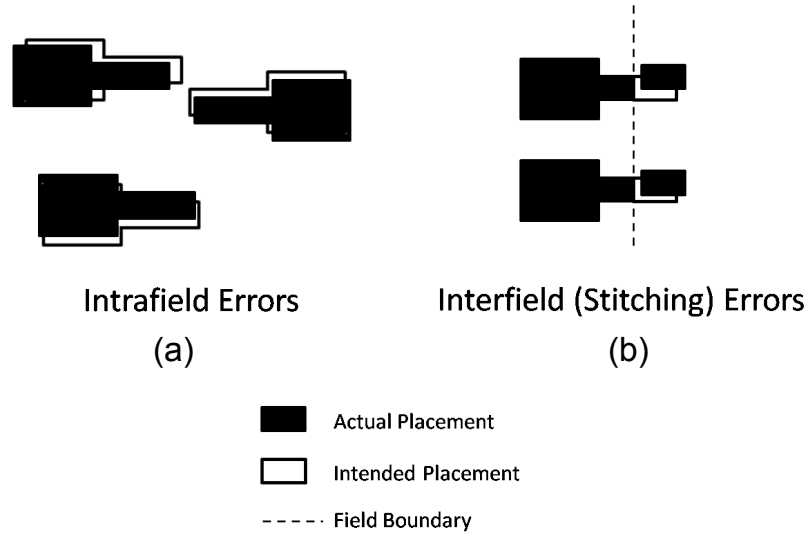 Intrafield Errors
(a)
Interfield (Stitching) Errors
(b)
Actual Placement
Intended Placement
Field Boundary